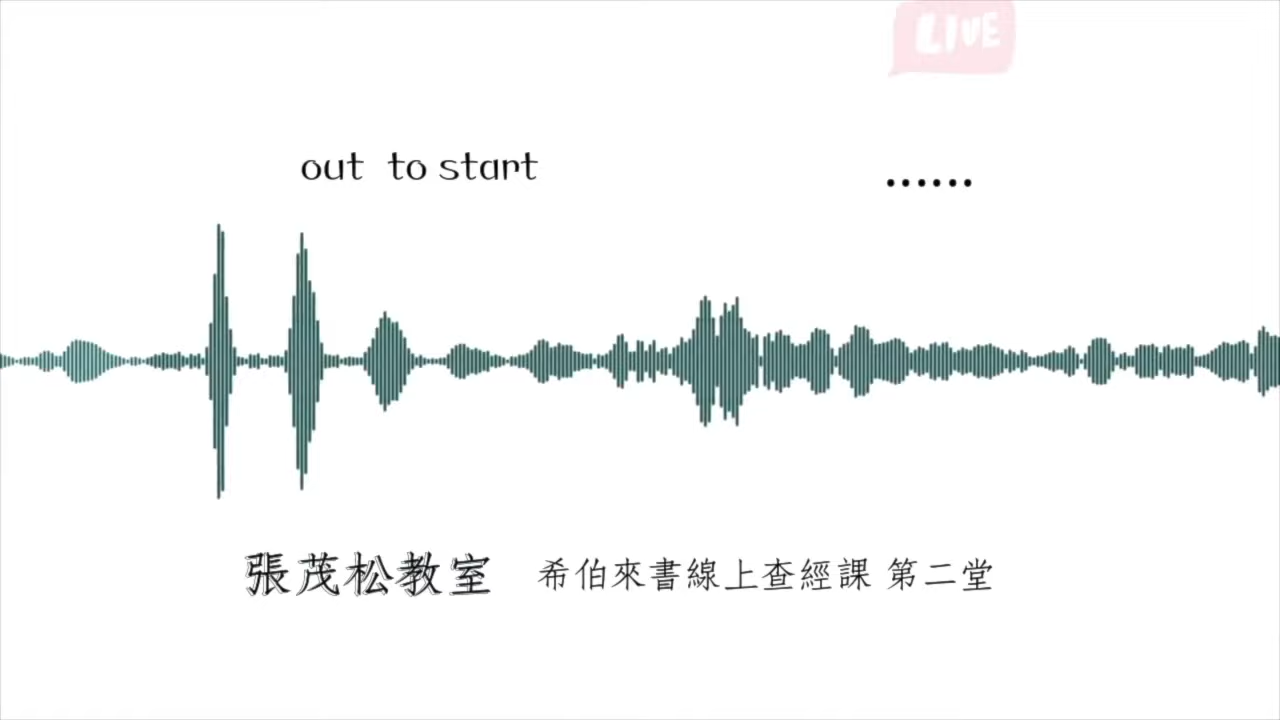 LIVE
out to start ......
張茂松教室 希伯來書線上查經課 第二堂